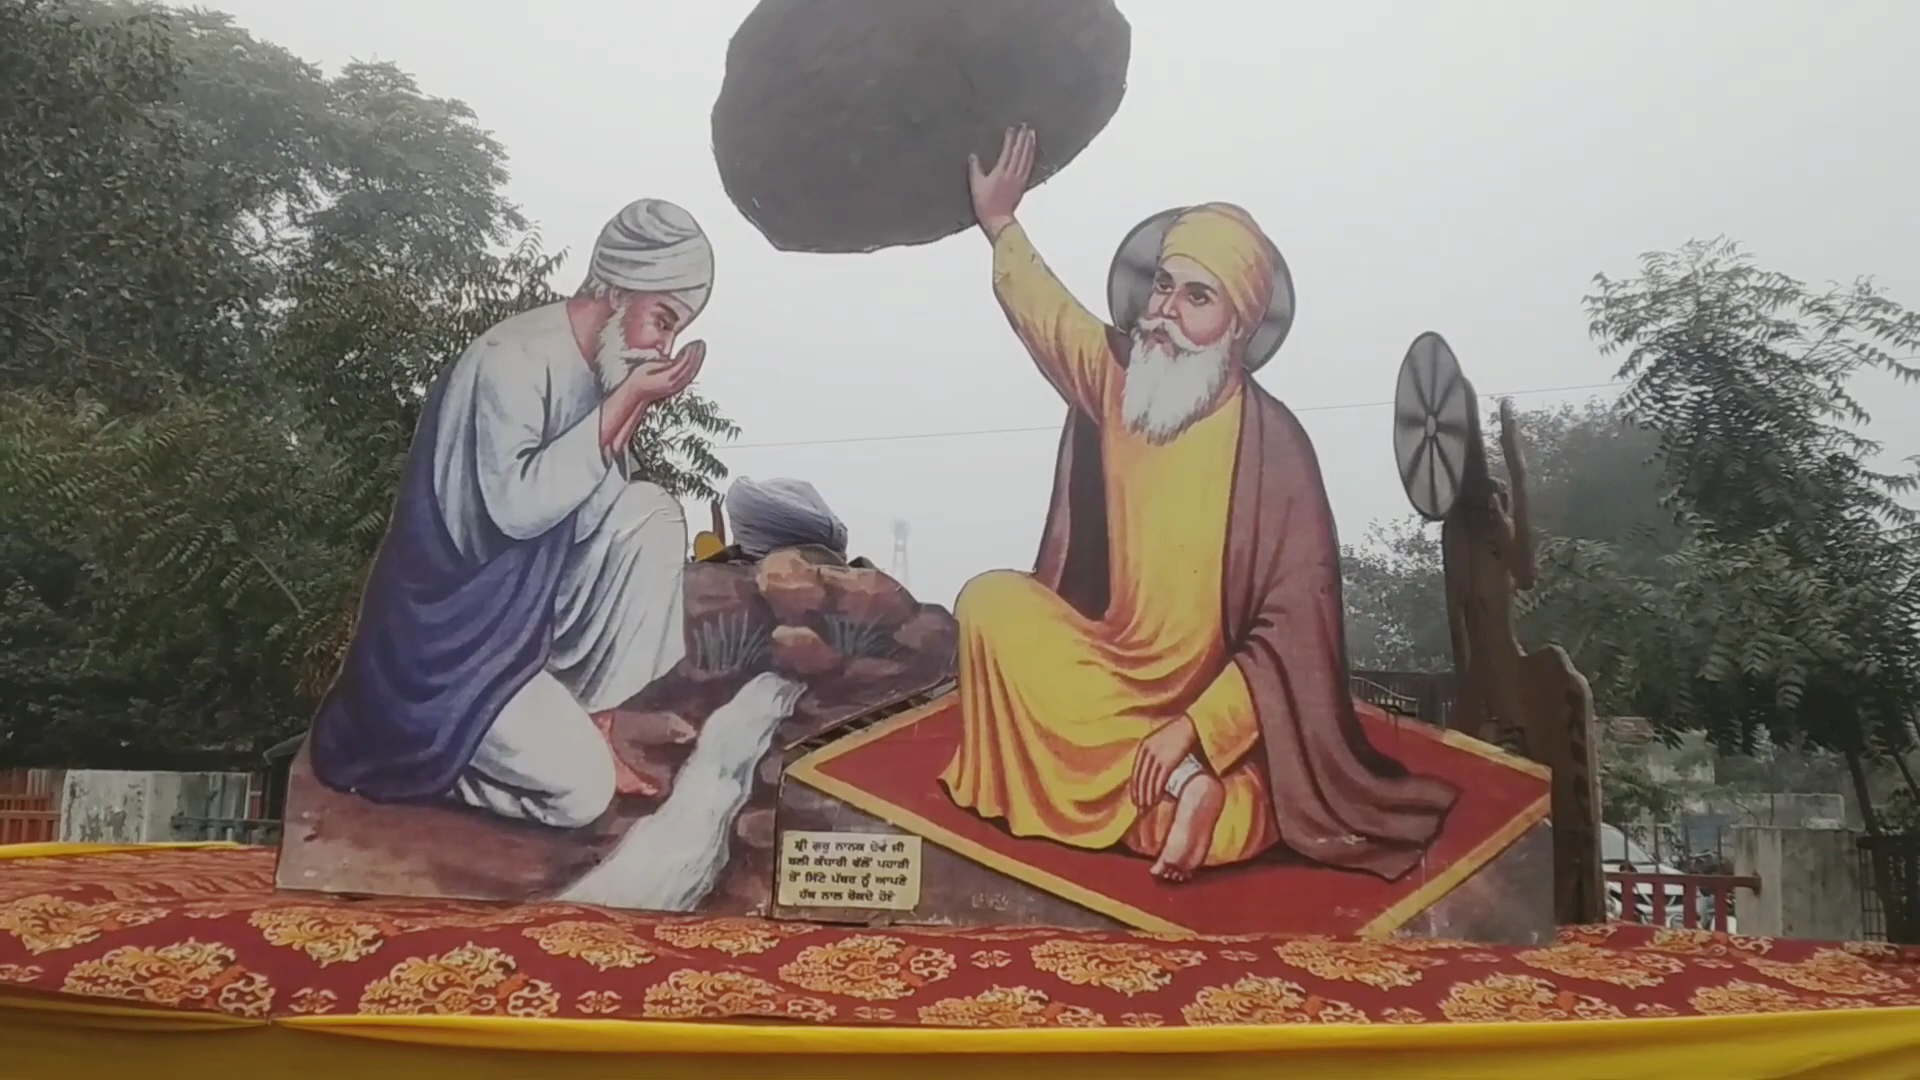 ਸ਼੍ਰੀ ਗੁਰੂ ਨਾਨਕ ਦੇਵ ਜੀ
ਬਲੀ ਕੰਧਾਰੀ ਵੱਲੋਂ ਪਹਾੜੀ
ਤੋਂ ਸਿੱਟੇ ਪੱਥਰ ਨੂੰ ਆਪਣੇ
ਹੱਥ ਨਾਲ ਰੋਕਦੇ ਹੋਏ